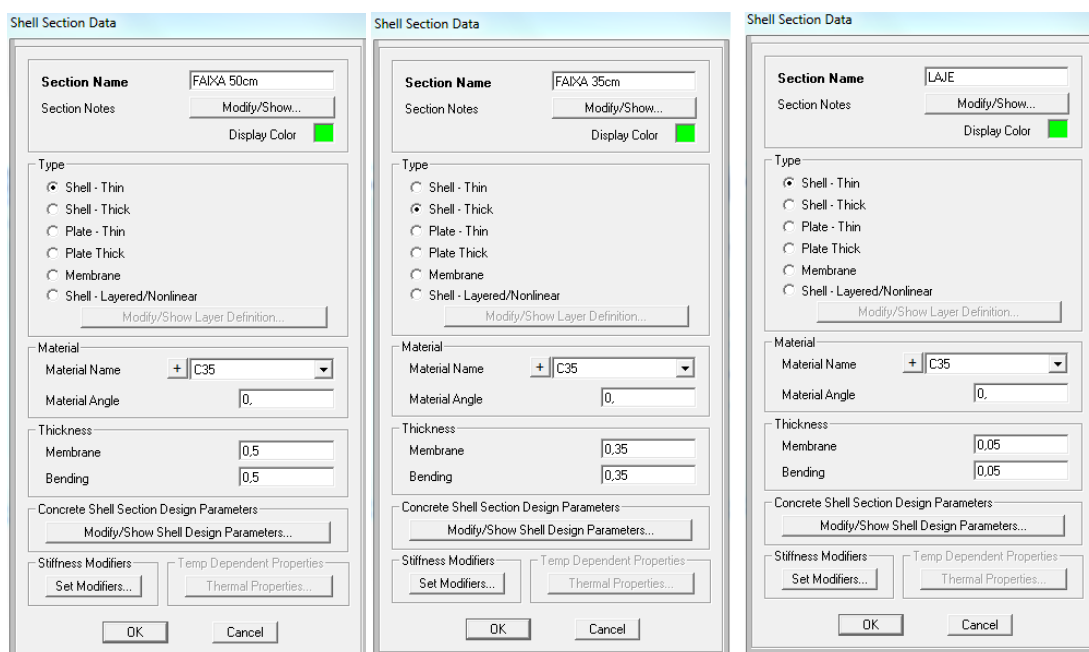 Shell Section Data
Section Name FAIXA 50cm
Section Notes Modify/Show...
Display Color
Type
Shell - Thin
Shell - Thick
Plate - Thin
Plate Thick
Membrane
Shell - Layered/Nonlinear
Modify/Show Layer Definition...
Material
Material Name + C35
Material Angle 0,
Thickness
Membrane 0,5
Bending 0,5
Concrete Shell Section Design Parameters
Modify/Show Shell Design Parameters...
Stiffness Modifiers Temp Dependent Properties
Set Modifiers... Thermal Properties...
OK Cancel
Shell Section Data
Section Name FAIXA 35cm
Section Notes Modify/Show...
Display Color
Type
Shell - Thin
Shell - Thick
Plate - Thin
Plate Thick
Membrane
Shell - Layered/Nonlinear
Modify/Show Layer Definition...
Material
Material Name + C35
Material Angle 0,
Thickness
Membrane 0,35
Bending 0,35
Concrete Shell Section Design Parameters
Modify/Show Shell Design Parameters...
Stiffness Modifiers Temp Dependent Properties
Set Modifiers... Thermal Properties...
OK Cancel
Shell Section Data
Section Name LAJE
Section Notes Modify/Show...
Display Color
Type
Shell - Thin
Shell - Thick
Plate - Thin
Plate Thick
Membrane
Shell - Layered/Nonlinear
Modify/Show Layer Definition...
Material
Material Name + C35
Material Angle 0,
Thickness
Membrane 0,05
Bending 0,05
Concrete Shell Section Design Parameters
Modify/Show Shell Design Parameters...
Stiffness Modifiers Temp Dependent Properties
Set Modifiers... Thermal Properties...
OK Cancel